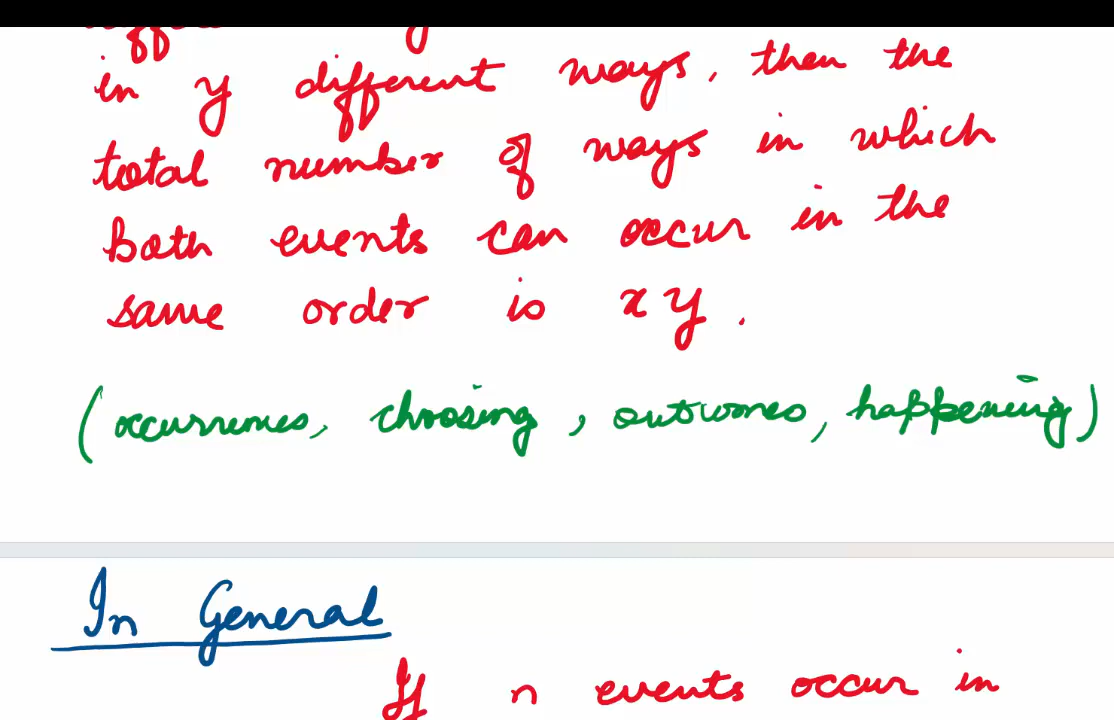 in y different ways, then the
total number of ways in which
both events can occur in the
same order is xy.
(occurrences, choosing, outcomes, happening)
In General
If n events occur in